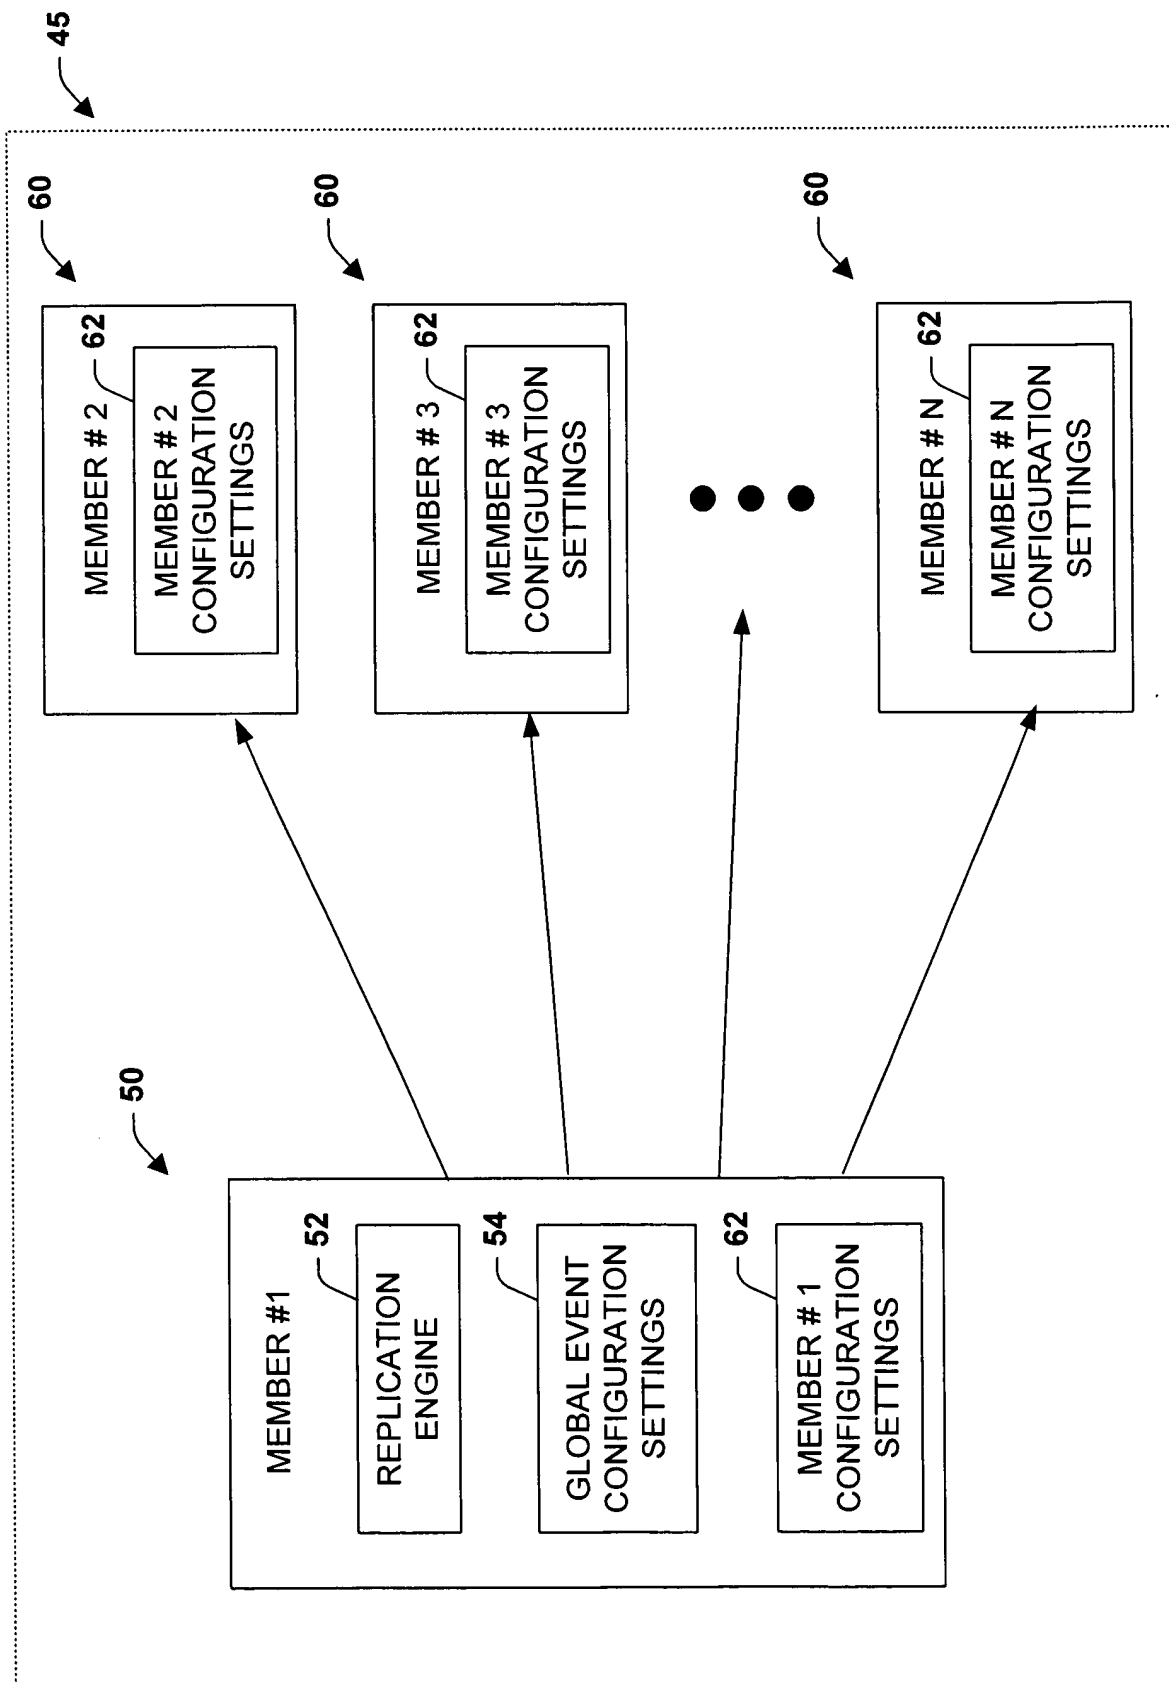 45
50
MEMBER #1
52
REPLICATION
ENGINE
54
GLOBAL EVENT
CONFIGURATION
SETTINGS
62
MEMBER # 1
CONFIGURATION
SETTINGS
60
MEMBER # 2
62
MEMBER # 2
CONFIGURATION
SETTINGS
60
MEMBER # 3
62
MEMBER # 3
CONFIGURATION
SETTINGS
60
MEMBER # N
62
MEMBER # N
CONFIGURATION
SETTINGS